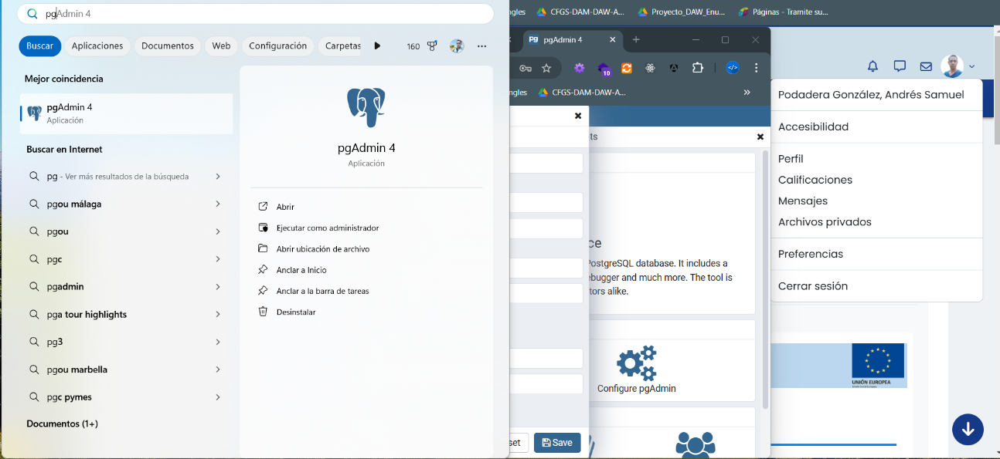 pgAdmin 4
Buscar
Aplicaciones
Documentos
Web
Configuración
Carpetas
160
Mejor coincidencia
pgAdmin 4
Aplicación
Buscar en Internet
pg - Ver más resultados de la búsqueda
pgou málaga
pgou
pgc
pgadmin
pga tour highlights
pg3
pgou marbella
pgc pymes
Documentos (1+)
pgAdmin 4
Aplicación
Abrir
Ejecutar como administrador
Abrir ubicación de archivo
Anclar a Inicio
Anclar a la barra de tareas
Desinstalar
ngles
CFGS-DAM-DAW-A...
Proyecto_DAW_Enu...
Páginas - Tramite su...
pgAdmin 4
10
ngles
CFGS-DAM-DAW-A...
ts
ce
PostgreSQL database. It includes a
ebugger and much more. The tool is
tors alike.
Configure pgAdmin
set
Save
Podadera González, Andrés Samuel
Accesibilidad
Perfil
Calificaciones
Mensajes
Archivos privados
Preferencias
Cerrar sesión
UNIÓN EUROPEA